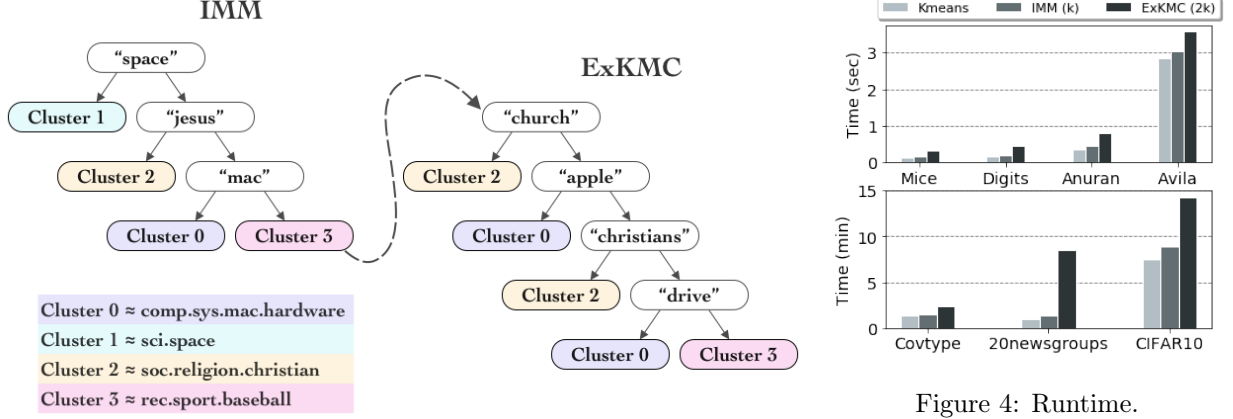 IMM
“space”
Cluster 1
“jesus”
Cluster 2
“mac”
Cluster 0
Cluster 3
Cluster 0 ≈ comp.sys.mac.hardware
Cluster 1 ≈ sci.space
Cluster 2 ≈ soc.religion.christian
Cluster 3 ≈ rec.sport.baseball
ExKMC
“church”
Cluster 2
“apple”
Cluster 0
“christians”
Cluster 2
“drive”
Cluster 0
Cluster 3
Kmeans IMM (k) ExKMC (2k)
Time (sec)
3
2
1
0
Mice Digits Anuran Avila
Time (min)
15
10
5
0
Covtype 20newsgroups CIFAR10
Figure 4: Runtime.